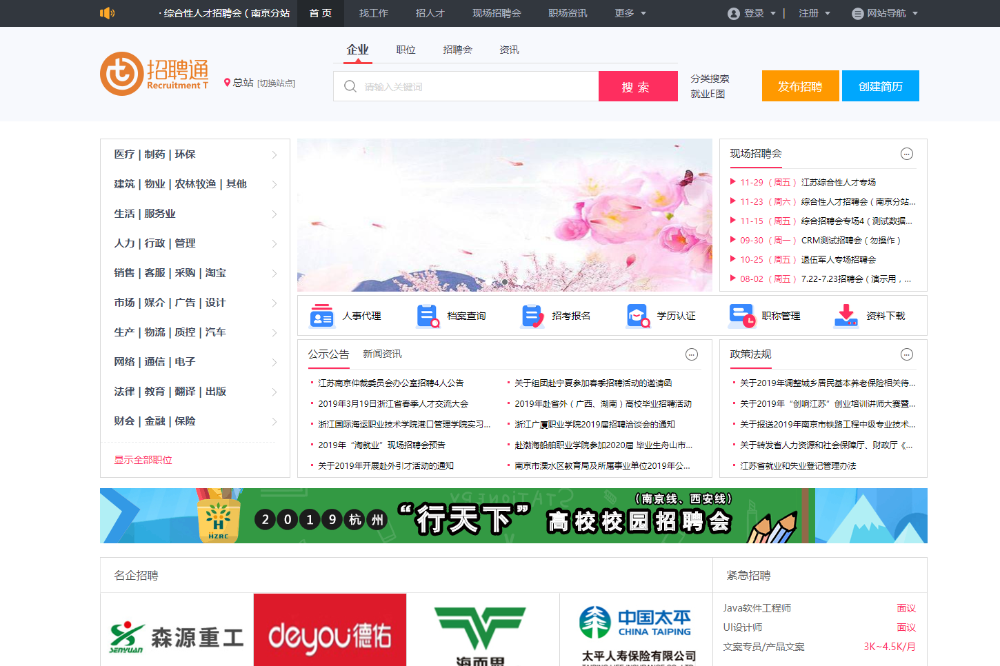 · 综合性人才招聘会（南京分站 首 页 找工作 招人才 现场招聘会 职场资讯 更多 登录 | 注册 网站导航
企业 职位 招聘会 资讯
招聘通
Recruitment T
总站 [切换站点]
请输入关键词 搜 索
分类搜索
就业E图
发布招聘 创建简历
医疗 | 制药 | 环保
建筑 | 物业 | 农林牧渔 | 其他
生活 | 服务业
人力 | 行政 | 管理
销售 | 客服 | 采购 | 淘宝
市场 | 媒介 | 广告 | 设计
生产 | 物流 | 质控 | 汽车
网络 | 通信 | 电子
法律 | 教育 | 翻译 | 出版
财会 | 金融 | 保险
显示全部职位
现场招聘会
11-29 （ 周五 ） 江苏综合性人才专场
11-23 （ 周六 ） 综合性人才招聘会（南京分站...
11-15 （ 周五 ） 综合招聘会专场4（测试数据...
09-30 （ 周一 ） CRM测试招聘会（勿操作）
10-25 （ 周五 ） 退伍军人专场招聘会
08-02 （ 周五 ） 7.22-7.23招聘会（演示用，...
人事代理 档案查询 招考报名 学历认证 职称管理 资料下载
公示公告 新闻资讯
江苏南京仲裁委员会办公室招聘4人公告
2019年3月19日浙江省春季人才交流大会
浙江国际海运职业技术学院港口管理学院实习...
2019年“淘就业”现场招聘会预告
关于2019年开展赴外引才活动的通知
关于组团赴宁夏参加春季招聘活动的邀请函
2019年赴省外（广西、湖南）高校毕业招聘活动
浙江广厦职业学院2019届招聘洽谈会的通知
赴渤海船舶职业学院参加2020届 毕业生舟山市...
南京市溧水区教育局及所属事业单位2019年公...
政策法规
关于2019年调整城乡居民基本养老保险相关待...
关于2019年“创响江苏”创业培训讲师大赛暨...
关于报送2019年南京市铁路工程中级专业技术...
关于转发省人力资源和社会保障厅、财政厅《...
江苏省就业和失业登记管理办法
H
HZRC
STATIONERY
2019杭州
“行天下”
（南京线、西安线）
高校校园招聘会
名企招聘
SENYUAN
森源重工
deyou德佑
海而思
中国太平
CHINA TAIPING
太平人寿保险有限公司
TAIPING LIFE INSURANCE CO., LTD
紧急招聘
Java软件工程师 面议
UI设计师 面议
文案专员/产品文案 3K~4.5K/月